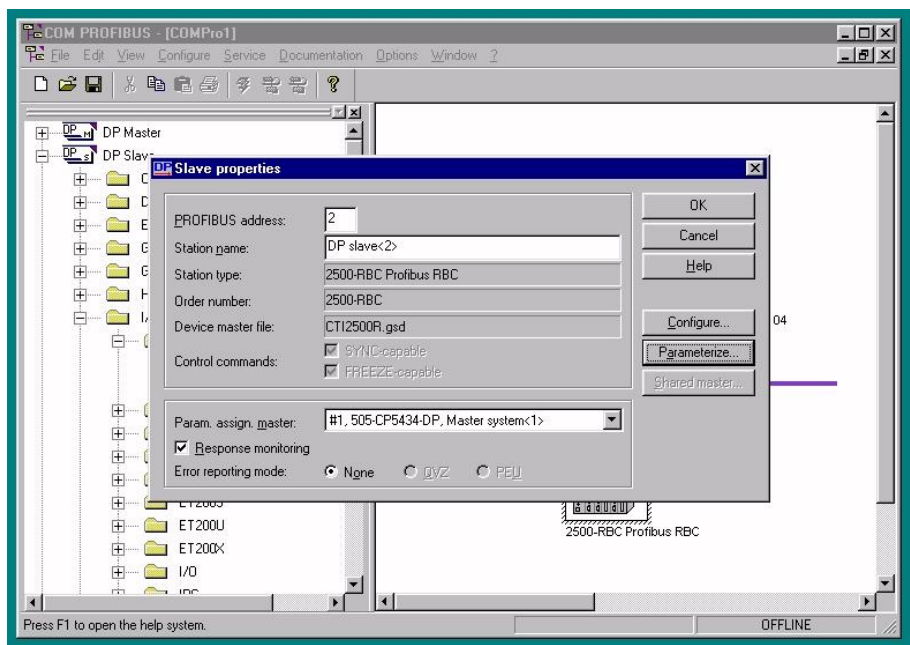 COM PROFIBUS - [COMPro1]
File Edit View Configure Service Documentation Options Window ?
DP M DP Master
DP S DP Slav
Slave properties
PROFIBUS address: 2
Station name: DP slave<2>
Station type: 2500-RBC Profibus RBC
Order number: 2500-RBC
Device master file: CTI2500R.gsd
Control commands: SYNC-capable
FREEZE-capable
Param. assign. master: #1, 505-CP5434-DP, Master system<1>
Response monitoring
Error reporting mode: None QVZ PEU
OK
Cancel
Help
Configure...
Parameterize...
Shared master...
04
ET200U
ET200X
I/O
2500-RBC Profibus RBC
Press F1 to open the help system.
OFFLINE